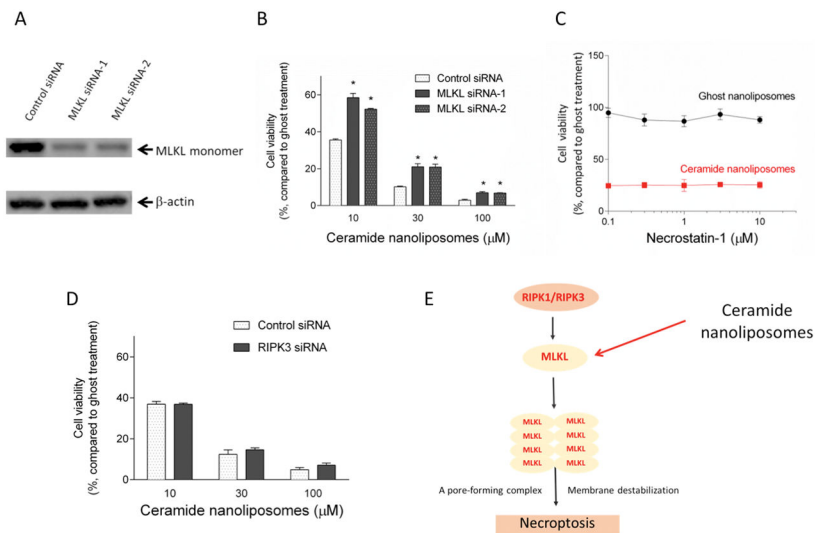 A
Control siRNA
MLKL siRNA-1
MLKL siRNA-2
MLKL monomer
β-actin
B
Cell viability
(%, compared to ghost treatment)
60
40
20
0
Control siRNA
MLKL siRNA-1
MLKL siRNA-2
*
*
*
*
*
*
10
30
100
Ceramide nanoliposomes (μM)
C
Cell viability
(%, compared to ghost treatment)
150
100
50
0
Ghost nanoliposomes
Ceramide nanoliposomes
0.1
1
10
Necrostatin-1 (μM)
D
Cell viability
(%, compared to ghost treatment)
60
40
20
0
Control siRNA
RIPK3 siRNA
10
30
100
Ceramide nanoliposomes (μM)
E
RIPK1/RIPK3
Ceramide
nanoliposomes
MLKL
MLKL MLKL
MLKL MLKL
MLKL MLKL
MLKL MLKL
A pore-forming complex
Membrane destabilization
Necroptosis